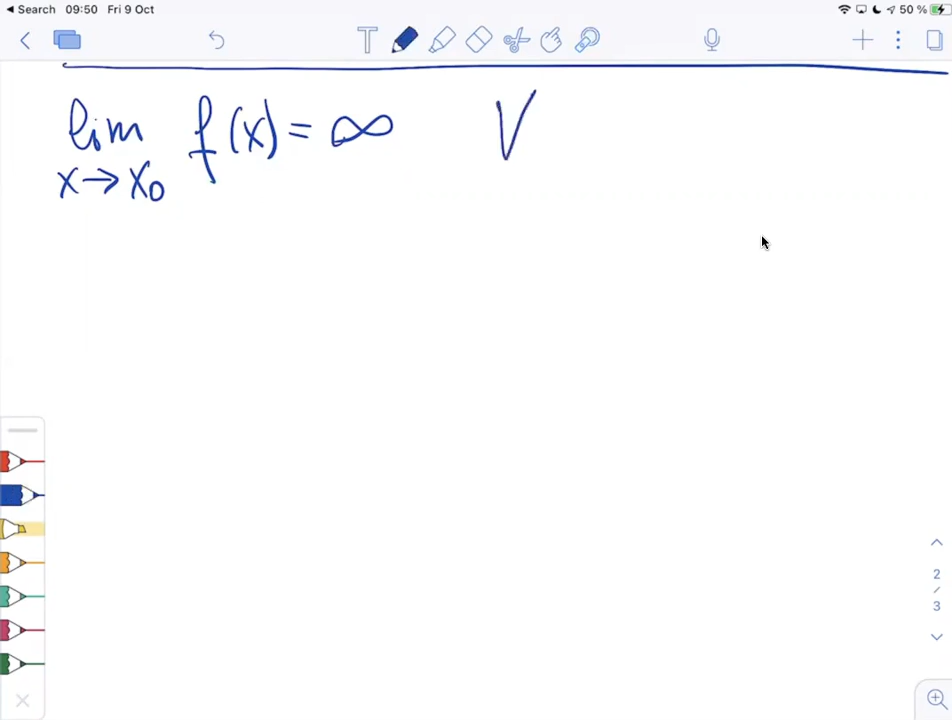 Search 09:50 Fri 9 Oct 50 %
T
lim f(x) = ∞ V
x → x₀
2
/
3